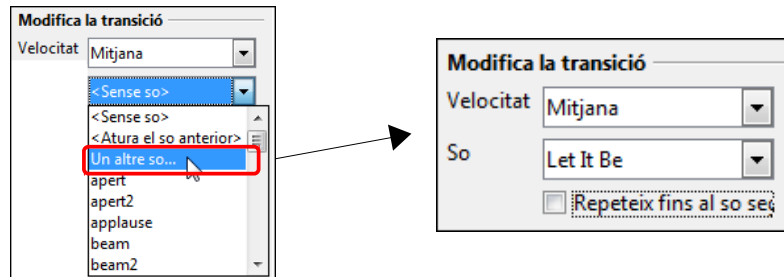 Modifica la transició
Velocitat Mitjana
<Sense so>
<Sense so>
<Atura el so anterior>
Un altre so...
apert
apert2
applause
beam
beam2
Modifica la transició
Velocitat Mitjana
So Let It Be
Repeteix fins al so